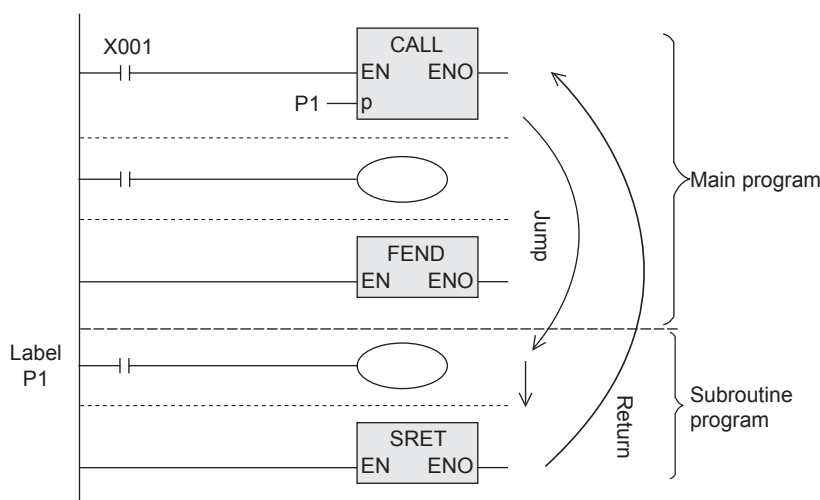 X001
CALL
EN ENO
P1 p
Main program
Jump
FEND
EN ENO
Label
P1
Subroutine
program
Return
SRET
EN ENO